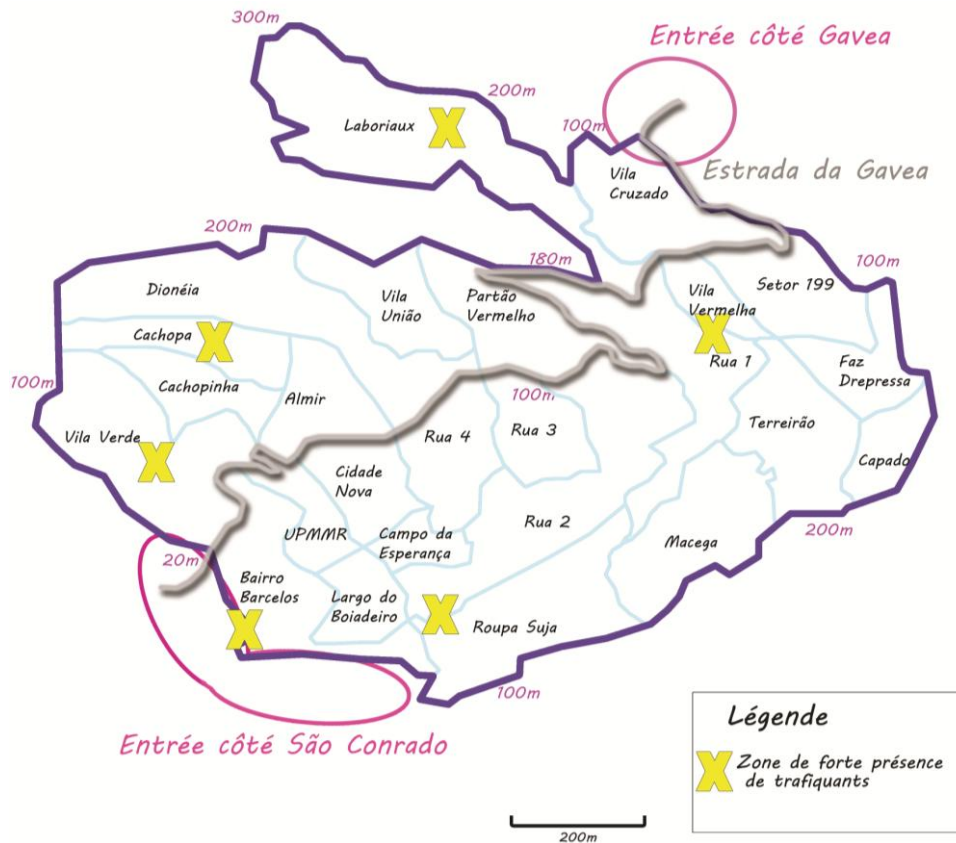 300m
Entrée côté Gavea
200m
Laboriaux
100m
Vila
Cruzado
Estrada da Gavea
200m
180m
100m
Dionéia
Vila
União
Partão
Vermelho
Vila
Vermelha
Setor 199
Cachopa
Rua 1
Faz
Drepressa
100m
Cachopinha
Almir
100m
Vila Verde
Rua 4
Rua 3
Terreirão
Capado
Cidade
Nova
UPMMR
Campo da
Esperança
Rua 2
Macega
200m
20m
Bairro
Barcelos
Largo do
Boiadeiro
Roupa Suja
100m
Entrée côté São Conrado
Légende
Zone de forte présence
de trafiquants
200m